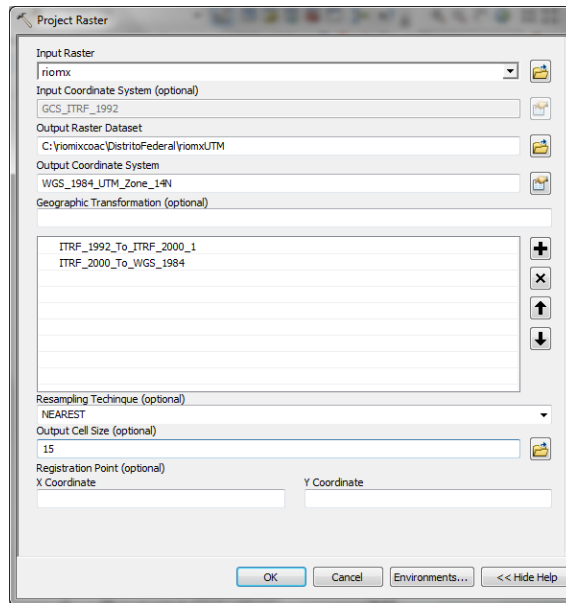 Project Raster
Input Raster
riomx
Input Coordinate System (optional)
GCS_ITRF_1992
Output Raster Dataset
C:\riomixcoac\DistritoFederal\riomxUTM
Output Coordinate System
WGS_1984_UTM_Zone_14N
Geographic Transformation (optional)
ITRF_1992_To_ITRF_2000_1
ITRF_2000_To_WGS_1984
Resampling Techinque (optional)
NEAREST
Output Cell Size (optional)
15
Registration Point (optional)
X Coordinate Y Coordinate
OK Cancel Environments... << Hide Help